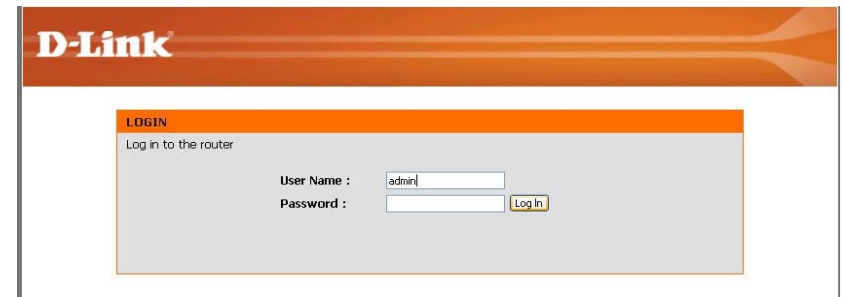 D-Link
LOGIN
Log in to the router
User Name : admin
Password : Log In